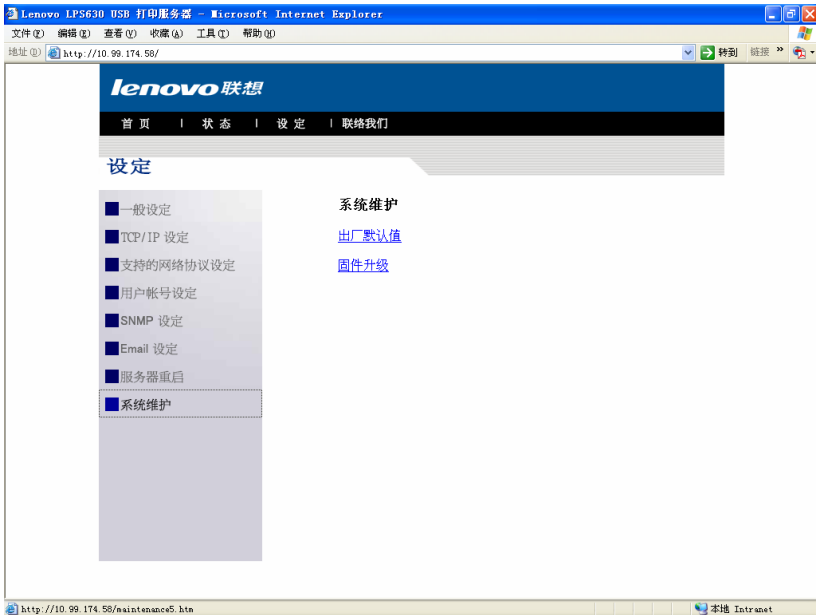 Lenovo LPS630 USB 打印服务器 - Microsoft Internet Explorer
文件(F) 编辑(E) 查看(V) 收藏(A) 工具(T) 帮助(H)
地址(D) http://10.99.174.58/ 转到 链接 »
lenovo联想
首页 | 状态 | 设定 | 联络我们
设定
一般设定
TCP/IP 设定
支持的网络协议设定
用户帐号设定
SNMP 设定
Email 设定
服务器重启
系统维护
系统维护
出厂默认值
固件升级
http://10.99.174.58/maintenance5.htm 本地 Intranet